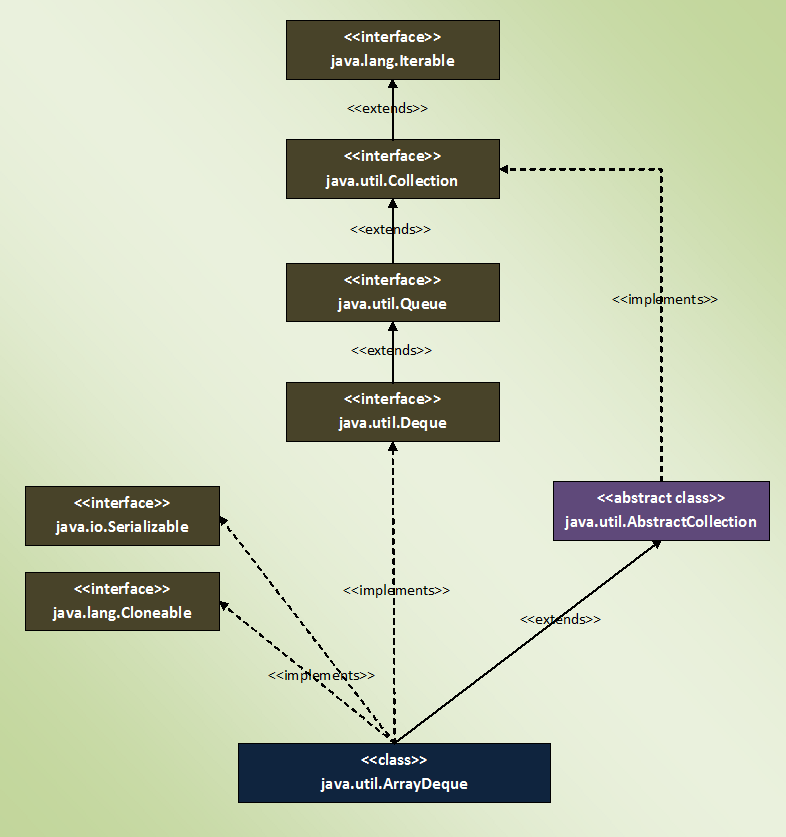 <<interface>>
java.lang.Iterable
<<extends>>
<<interface>>
java.util.Collection
<<extends>>
<<interface>>
java.util.Queue
<<implements>>
<<extends>>
<<interface>>
java.util.Deque
<<interface>>
java.io.Serializable
<<abstract class>>
java.util.AbstractCollection
<<interface>>
java.lang.Cloneable
<<implements>>
<<extends>>
<<implements>>
<<class>>
java.util.ArrayDeque